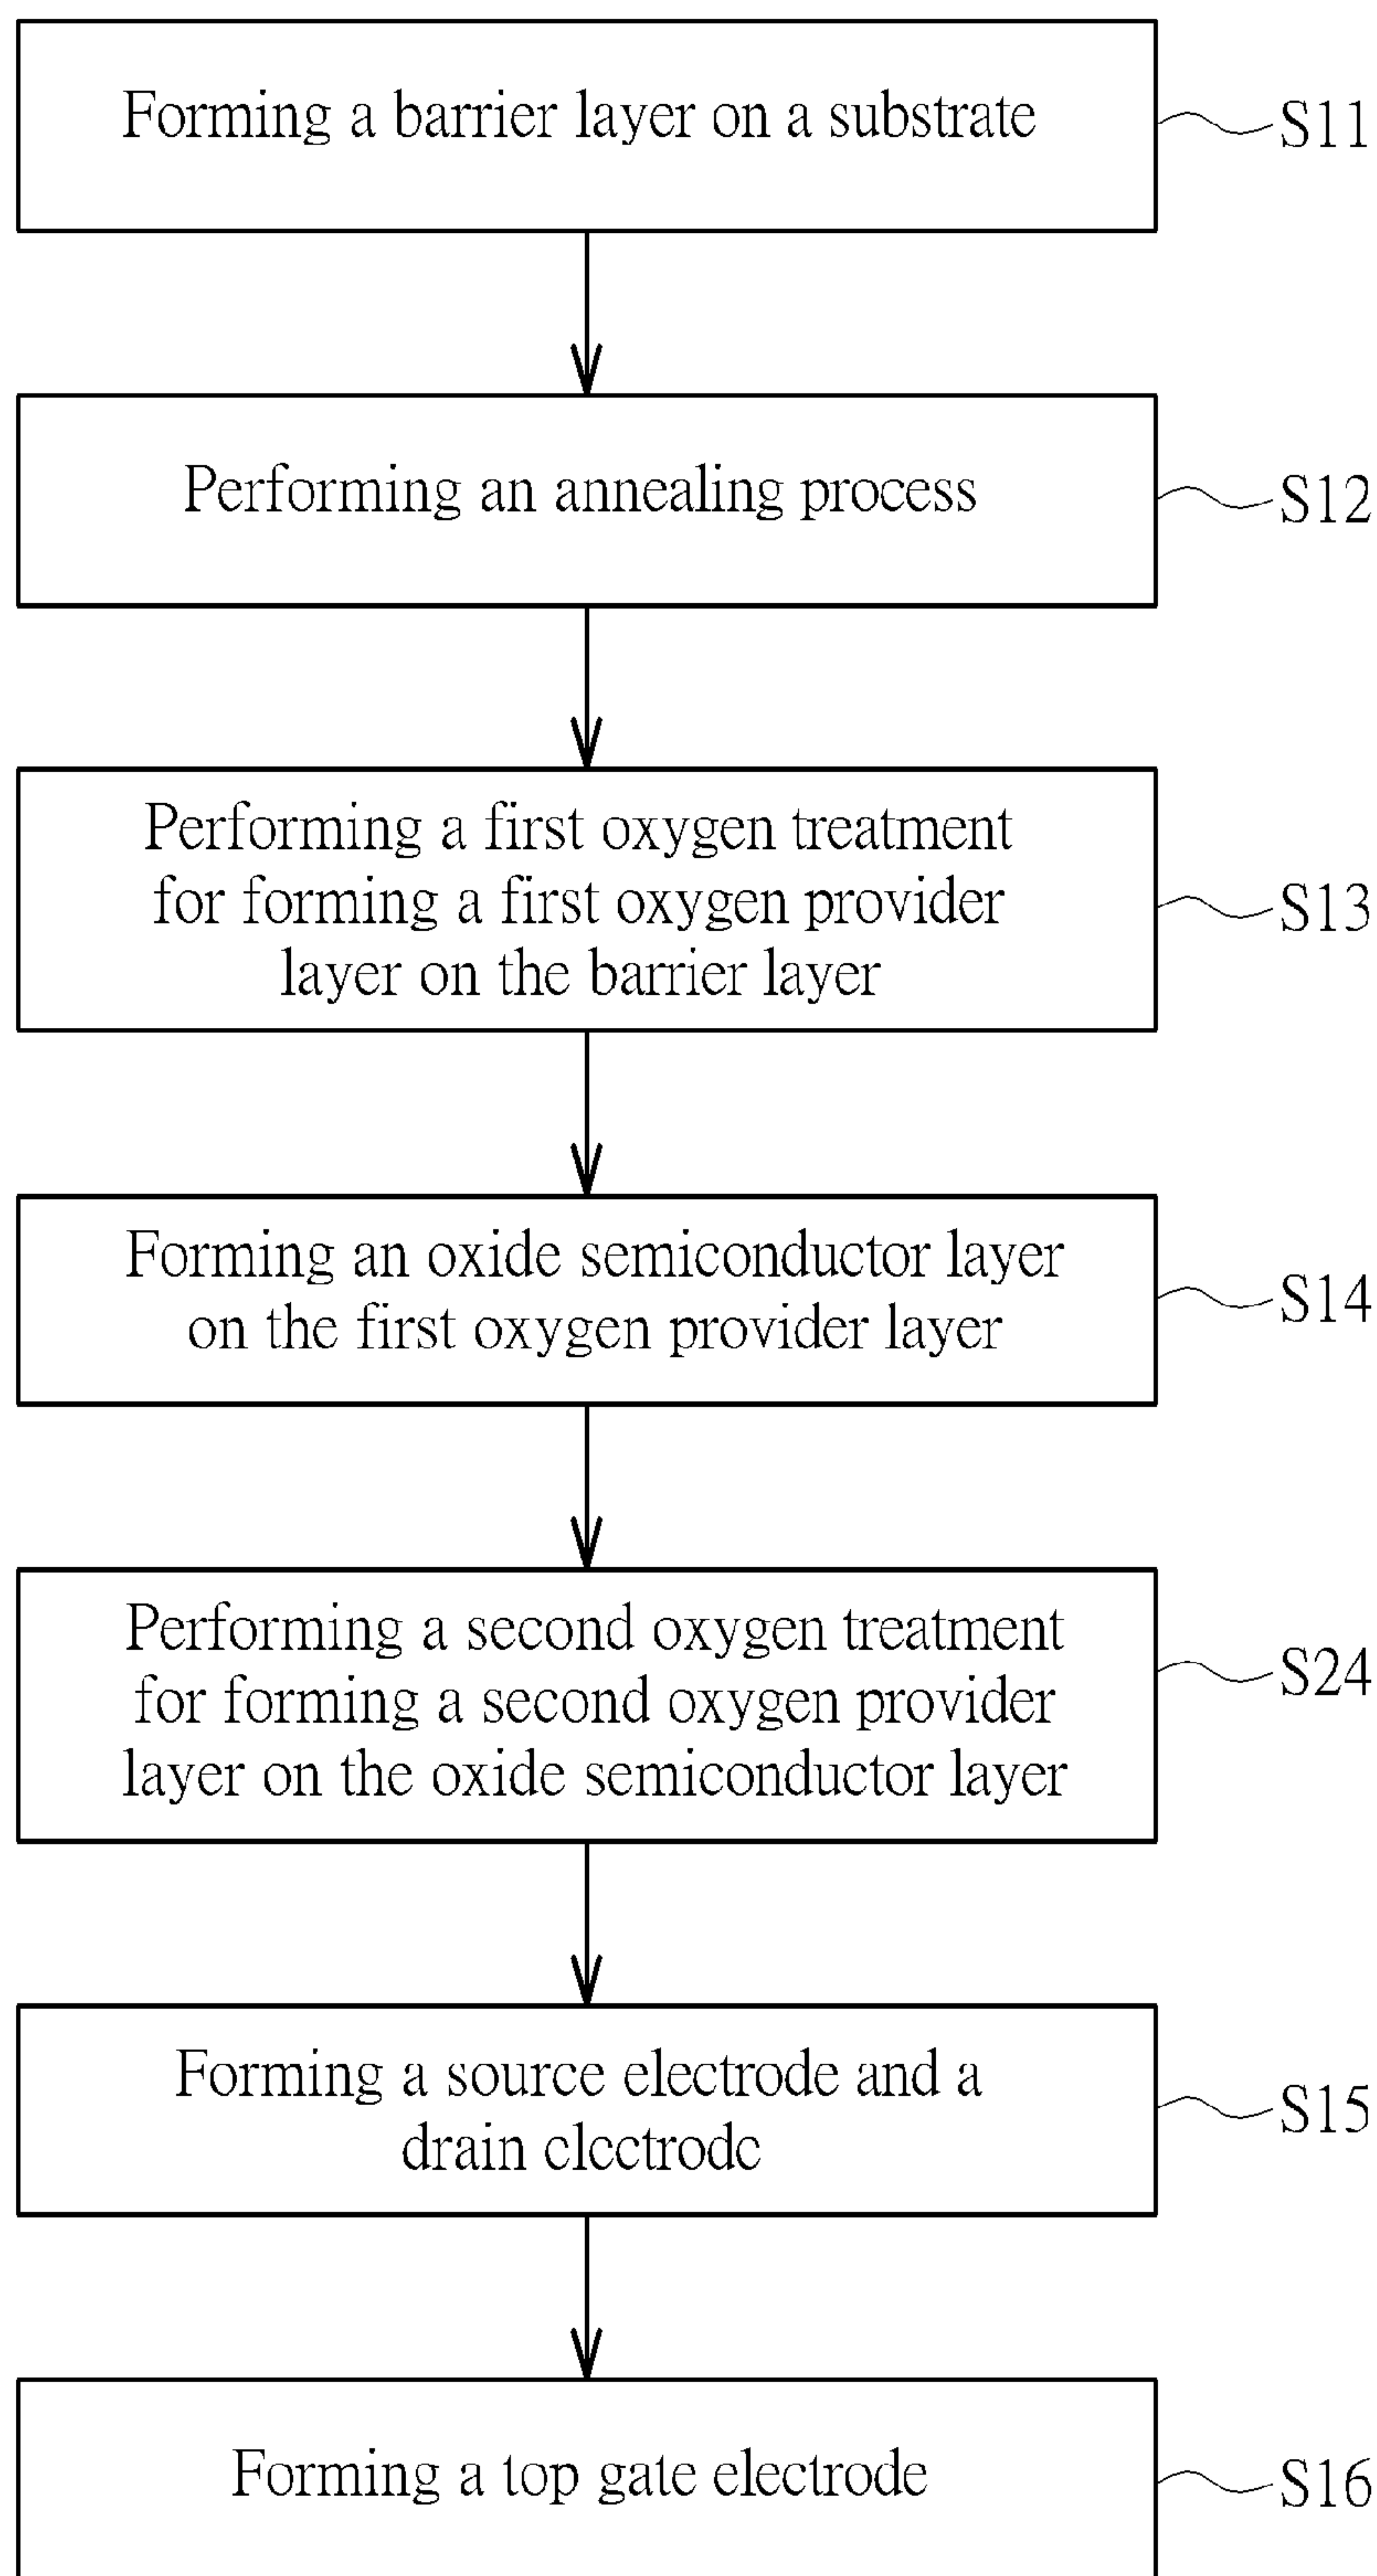 Forming a barrier layer on a substrate
S11
Performing an annealing process
S12
Performing a first oxygen treatment
for forming a first oxygen provider
layer on the barrier layer
S13
Forming an oxide semiconductor layer
on the first oxygen provider layer
S14
Performing a second oxygen treatment
for forming a second oxygen provider
layer on the oxide semiconductor layer
S24
Forming a source electrode and a
drain electrode
S15
Forming a top gate electrode
S16